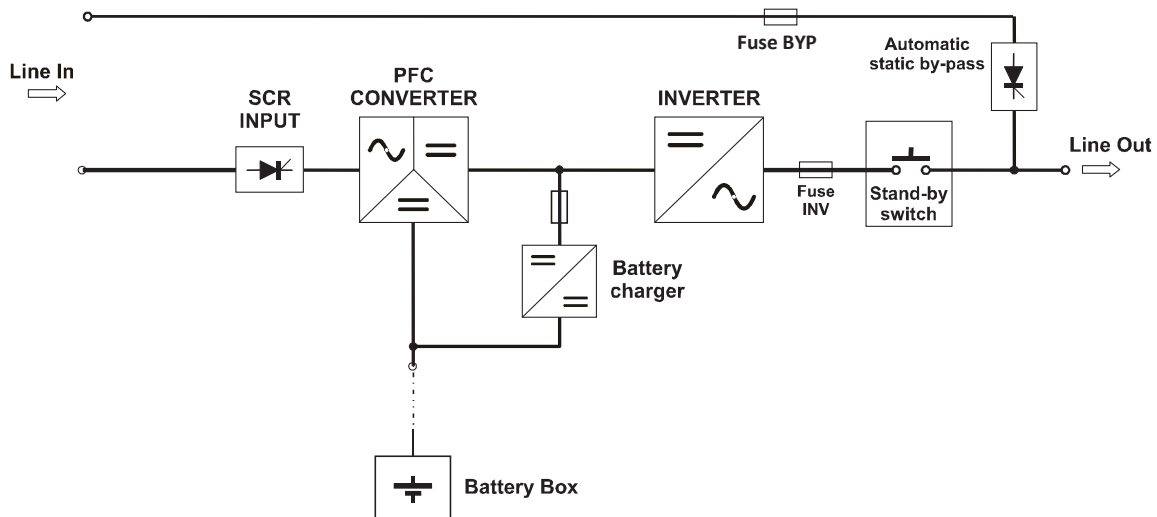 Fuse BYP
Automatic
static by-pass
Line In
PFC
CONVERTER
SCR
INPUT
INVERTER
Line Out
Fuse
INV
Stand-by
switch
Battery
charger
Battery Box